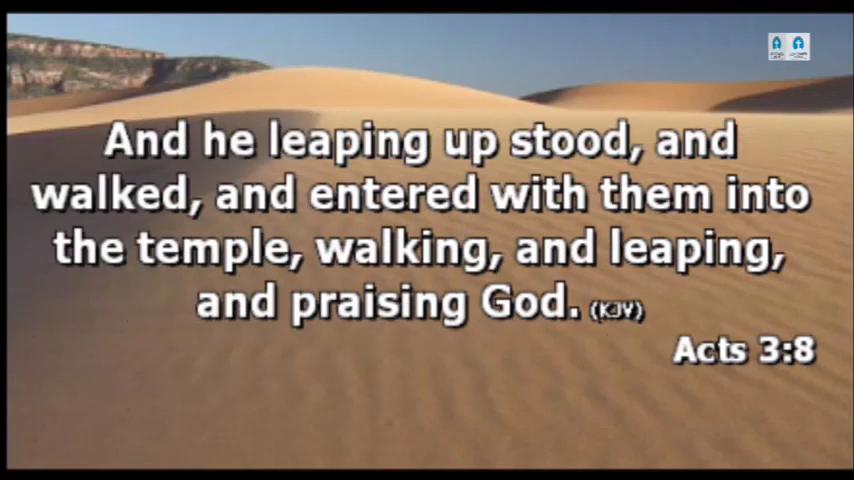 And he leaping up stood, and
walked, and entered with them into
the temple, walking, and leaping,
and praising God. (KJV)
Acts 3:8